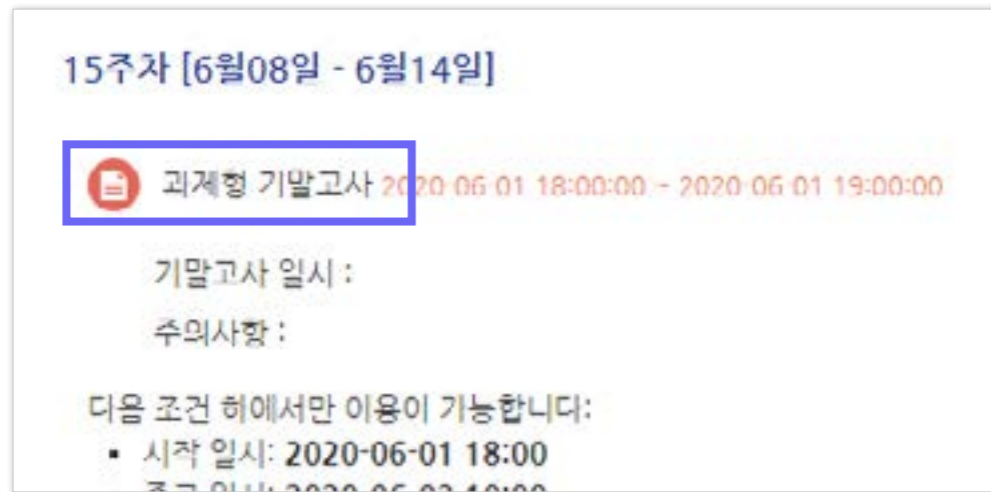 15주차 [6월08일 - 6월14일]
과제형 기말고사 2020-06-01 18:00:00 ~ 2020-06-01 19:00:00
기말고사 일시 :
주의사항 :
다음 조건 하에서만 이용이 가능합니다:
▪ 시작 일시: 2020-06-01 18:00